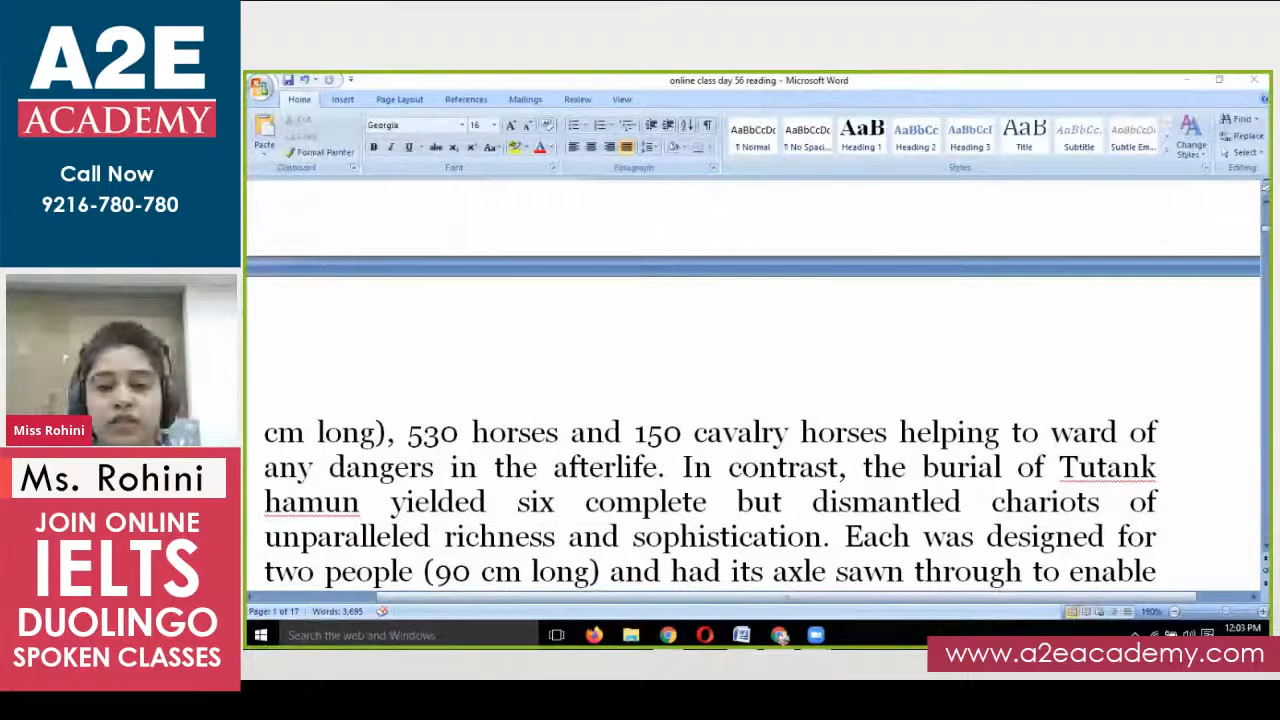 A2E
ACADEMY
Call Now
9216-780-780
Miss Rohini
Ms. Rohini
JOIN ONLINE
IELTS
DUOLINGO
SPOKEN CLASSES
online class day 56 reading - Microsoft Word
Home Insert Page Layout References Mailings Review View
Paste
Cut
Copy
Format Painter
Clipboard
Georgia 16
Font
Paragraph
AaBbCcDc AaBbCcDc AaB AaBbCc AaBbCcI AaB AaBbCc. AaBbCcDc
¶ Normal ¶ No Spaci... Heading 1 Heading 2 Heading 3 Title Subtitle Subtle Em...
Styles
Change
Styles
Find
Replace
Select
Editing
cm long), 530 horses and 150 cavalry horses helping to ward of
any dangers in the afterlife. In contrast, the burial of Tutank
hamun yielded six complete but dismantled chariots of
unparalleled richness and sophistication. Each was designed for
two people (90 cm long) and had its axle sawn through to enable
Page: 1 of 17 Words: 3,695
190%
Search the web and Windows
12:03 PM
www.a2eacademy.com